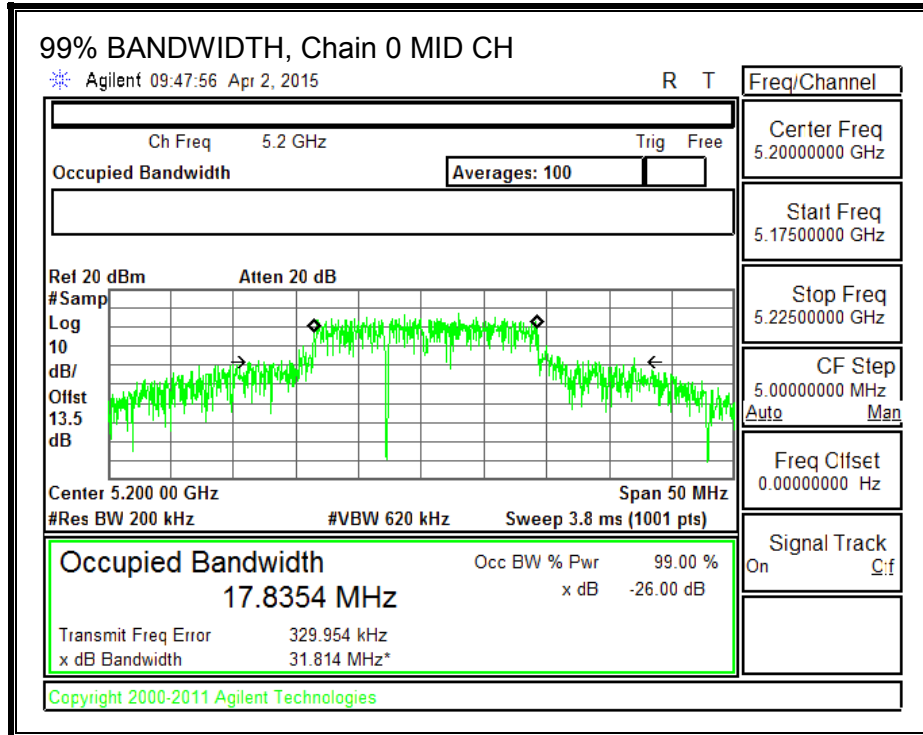 99% BANDWIDTH, Chain 0 MID CH
Agilent 09:47:56 Apr 2, 2015 R T
Freq/Channel
Ch Freq 5.2 GHz Trig Free
Occupied Bandwidth Averages: 100
Center Freq
5.20000000 GHz
Start Freq
5.17500000 GHz
Stop Freq
5.22500000 GHz
CF Step
5.00000000 MHz
Auto Man
Freq Offset
0.00000000 Hz
Signal Track
On Off
Ref 20 dBm Atten 20 dB
#Samp
Log
10
dB/
Offst
13.5
dB
Center 5.200 00 GHz Span 50 MHz
#Res BW 200 kHz #VBW 620 kHz Sweep 3.8 ms (1001 pts)
Occupied Bandwidth
17.8354 MHz
Occ BW % Pwr 99.00 %
x dB -26.00 dB
Transmit Freq Error 329.954 kHz
x dB Bandwidth 31.814 MHz*
Copyright 2000-2011 Agilent Technologies